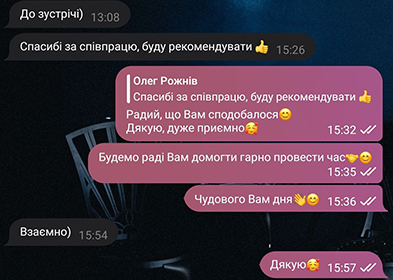 До зустрічі) 13:08
Спасибі за співпрацю, буду рекомендувати 👍 15:26
Олег Рожнів
Спасибі за співпрацю, буду рекомендувати 👍
Радий, що Вам сподобалося😊
Дякую, дуже приємно🥰 15:32
Будемо раді Вам домогти гарно провести час🤝😊
15:35
Чудового Вам дня👋😊 15:36
Взаємно) 15:54
Дякую🥰 15:57